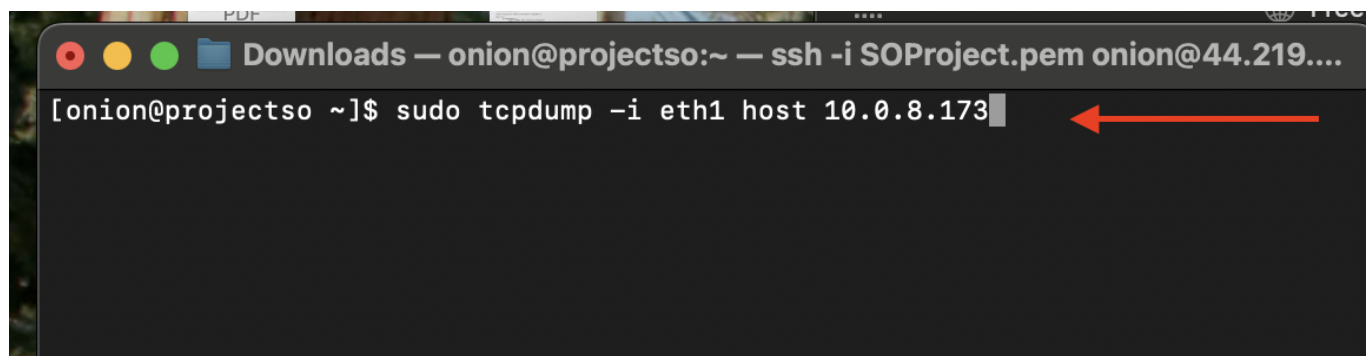 PDF
Downloads — onion@projectso:~ — ssh -i SOProject.pem onion@44.219....
[onion@projectso ~]$ sudo tcpdump -i eth1 host 10.0.8.173